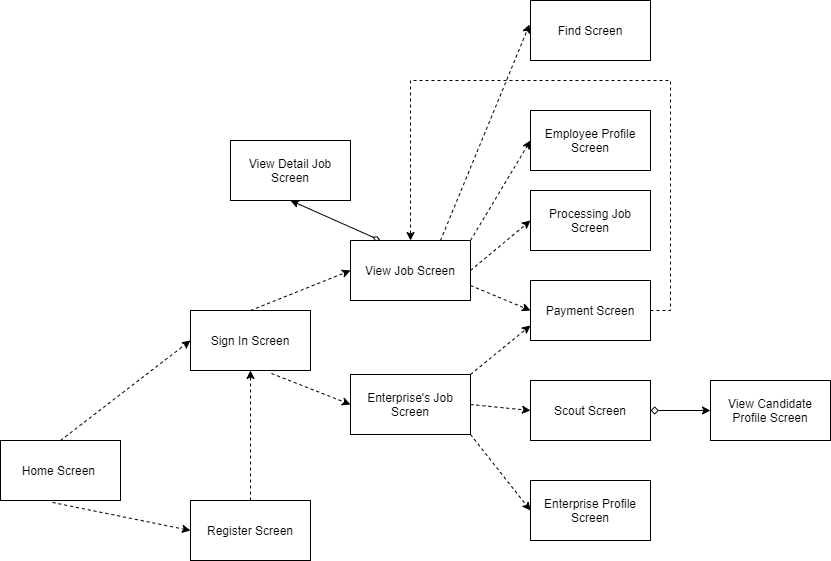 Find Screen
Employee Profile
Screen
View Detail Job
Screen
Processing Job
Screen
View Job Screen
Payment Screen
Sign In Screen
Enterprise's Job
Screen
Scout Screen
View Candidate
Profile Screen
Home Screen
Enterprise Profile
Screen
Register Screen